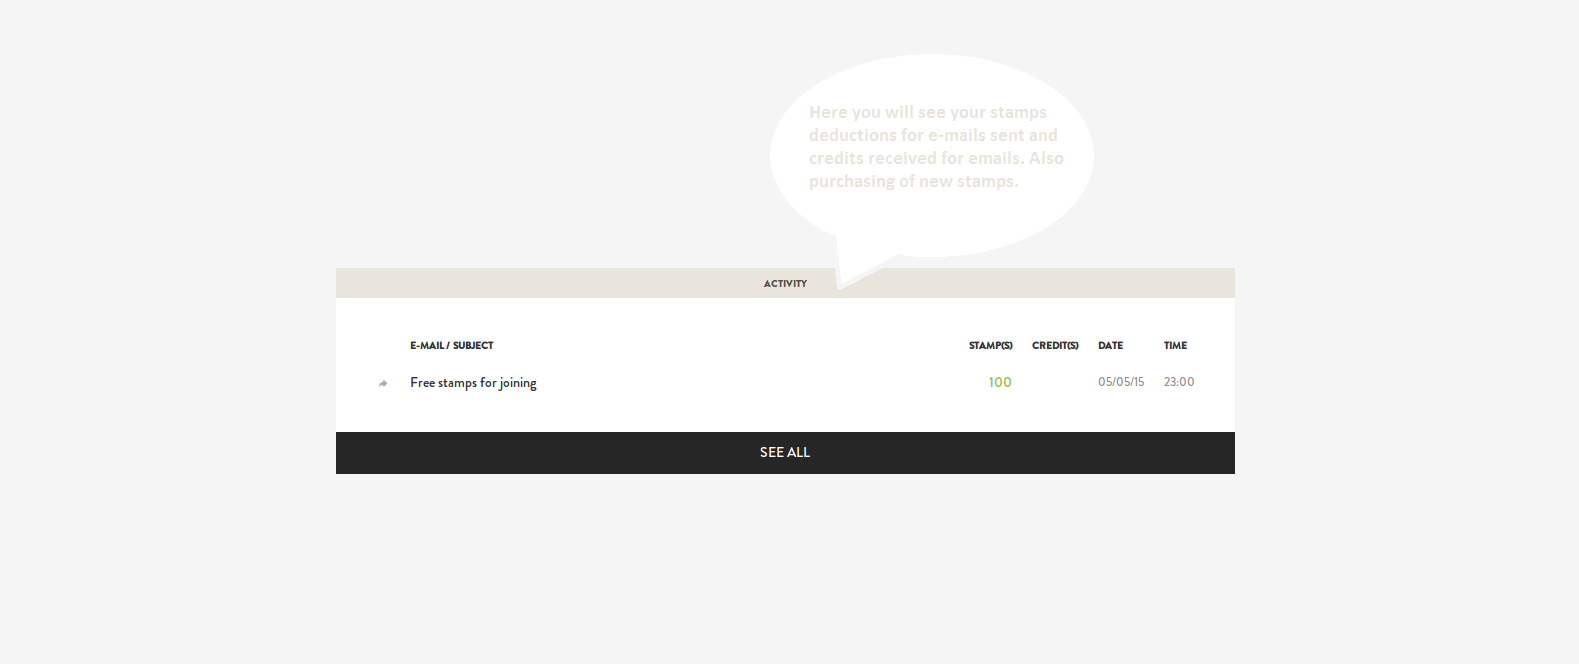 Here you will see your stamps
deductions for e-mails sent and
credits received for emails. Also
purchasing of new stamps.
ACTIVITY
E-MAIL / SUBJECT STAMP(S) CREDIT(S) DATE TIME
Free stamps for joining 100 05/05/15 23:00
SEE ALL